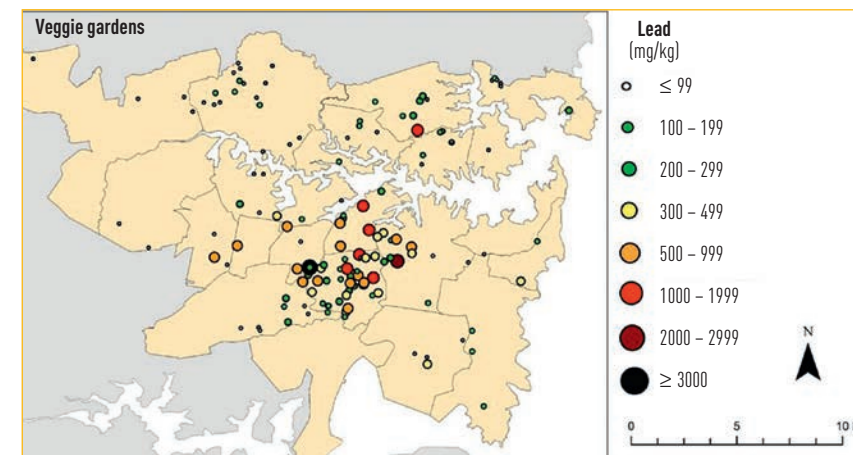 Veggie gardens
Lead
(mg/kg)
≤ 99
100 – 199
200 – 299
300 – 499
500 – 999
1000 – 1999
2000 – 2999
≥ 3000
N
0 5 10